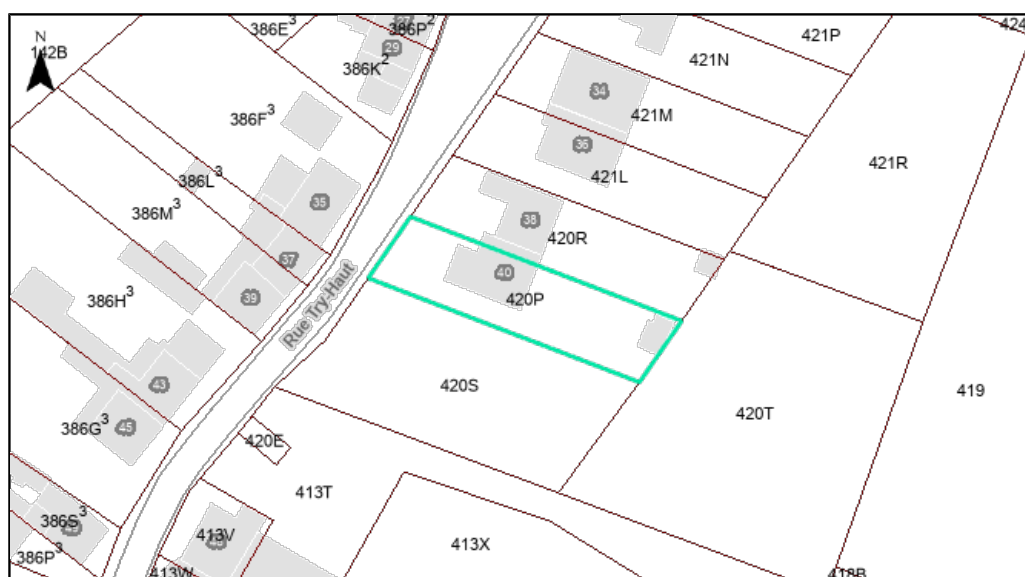 386E³
386P²
27
424
N
142B
29
421P
386K²
421N
34
421M
386F³
36
421R
421L
386L³
35
386M³
38
420R
37
40
420P
39
386H³
Rue Try-Haut
43
420S
419
420T
45
386G³
420E
413T
386S³
413V
386P³
413X
413W
418B